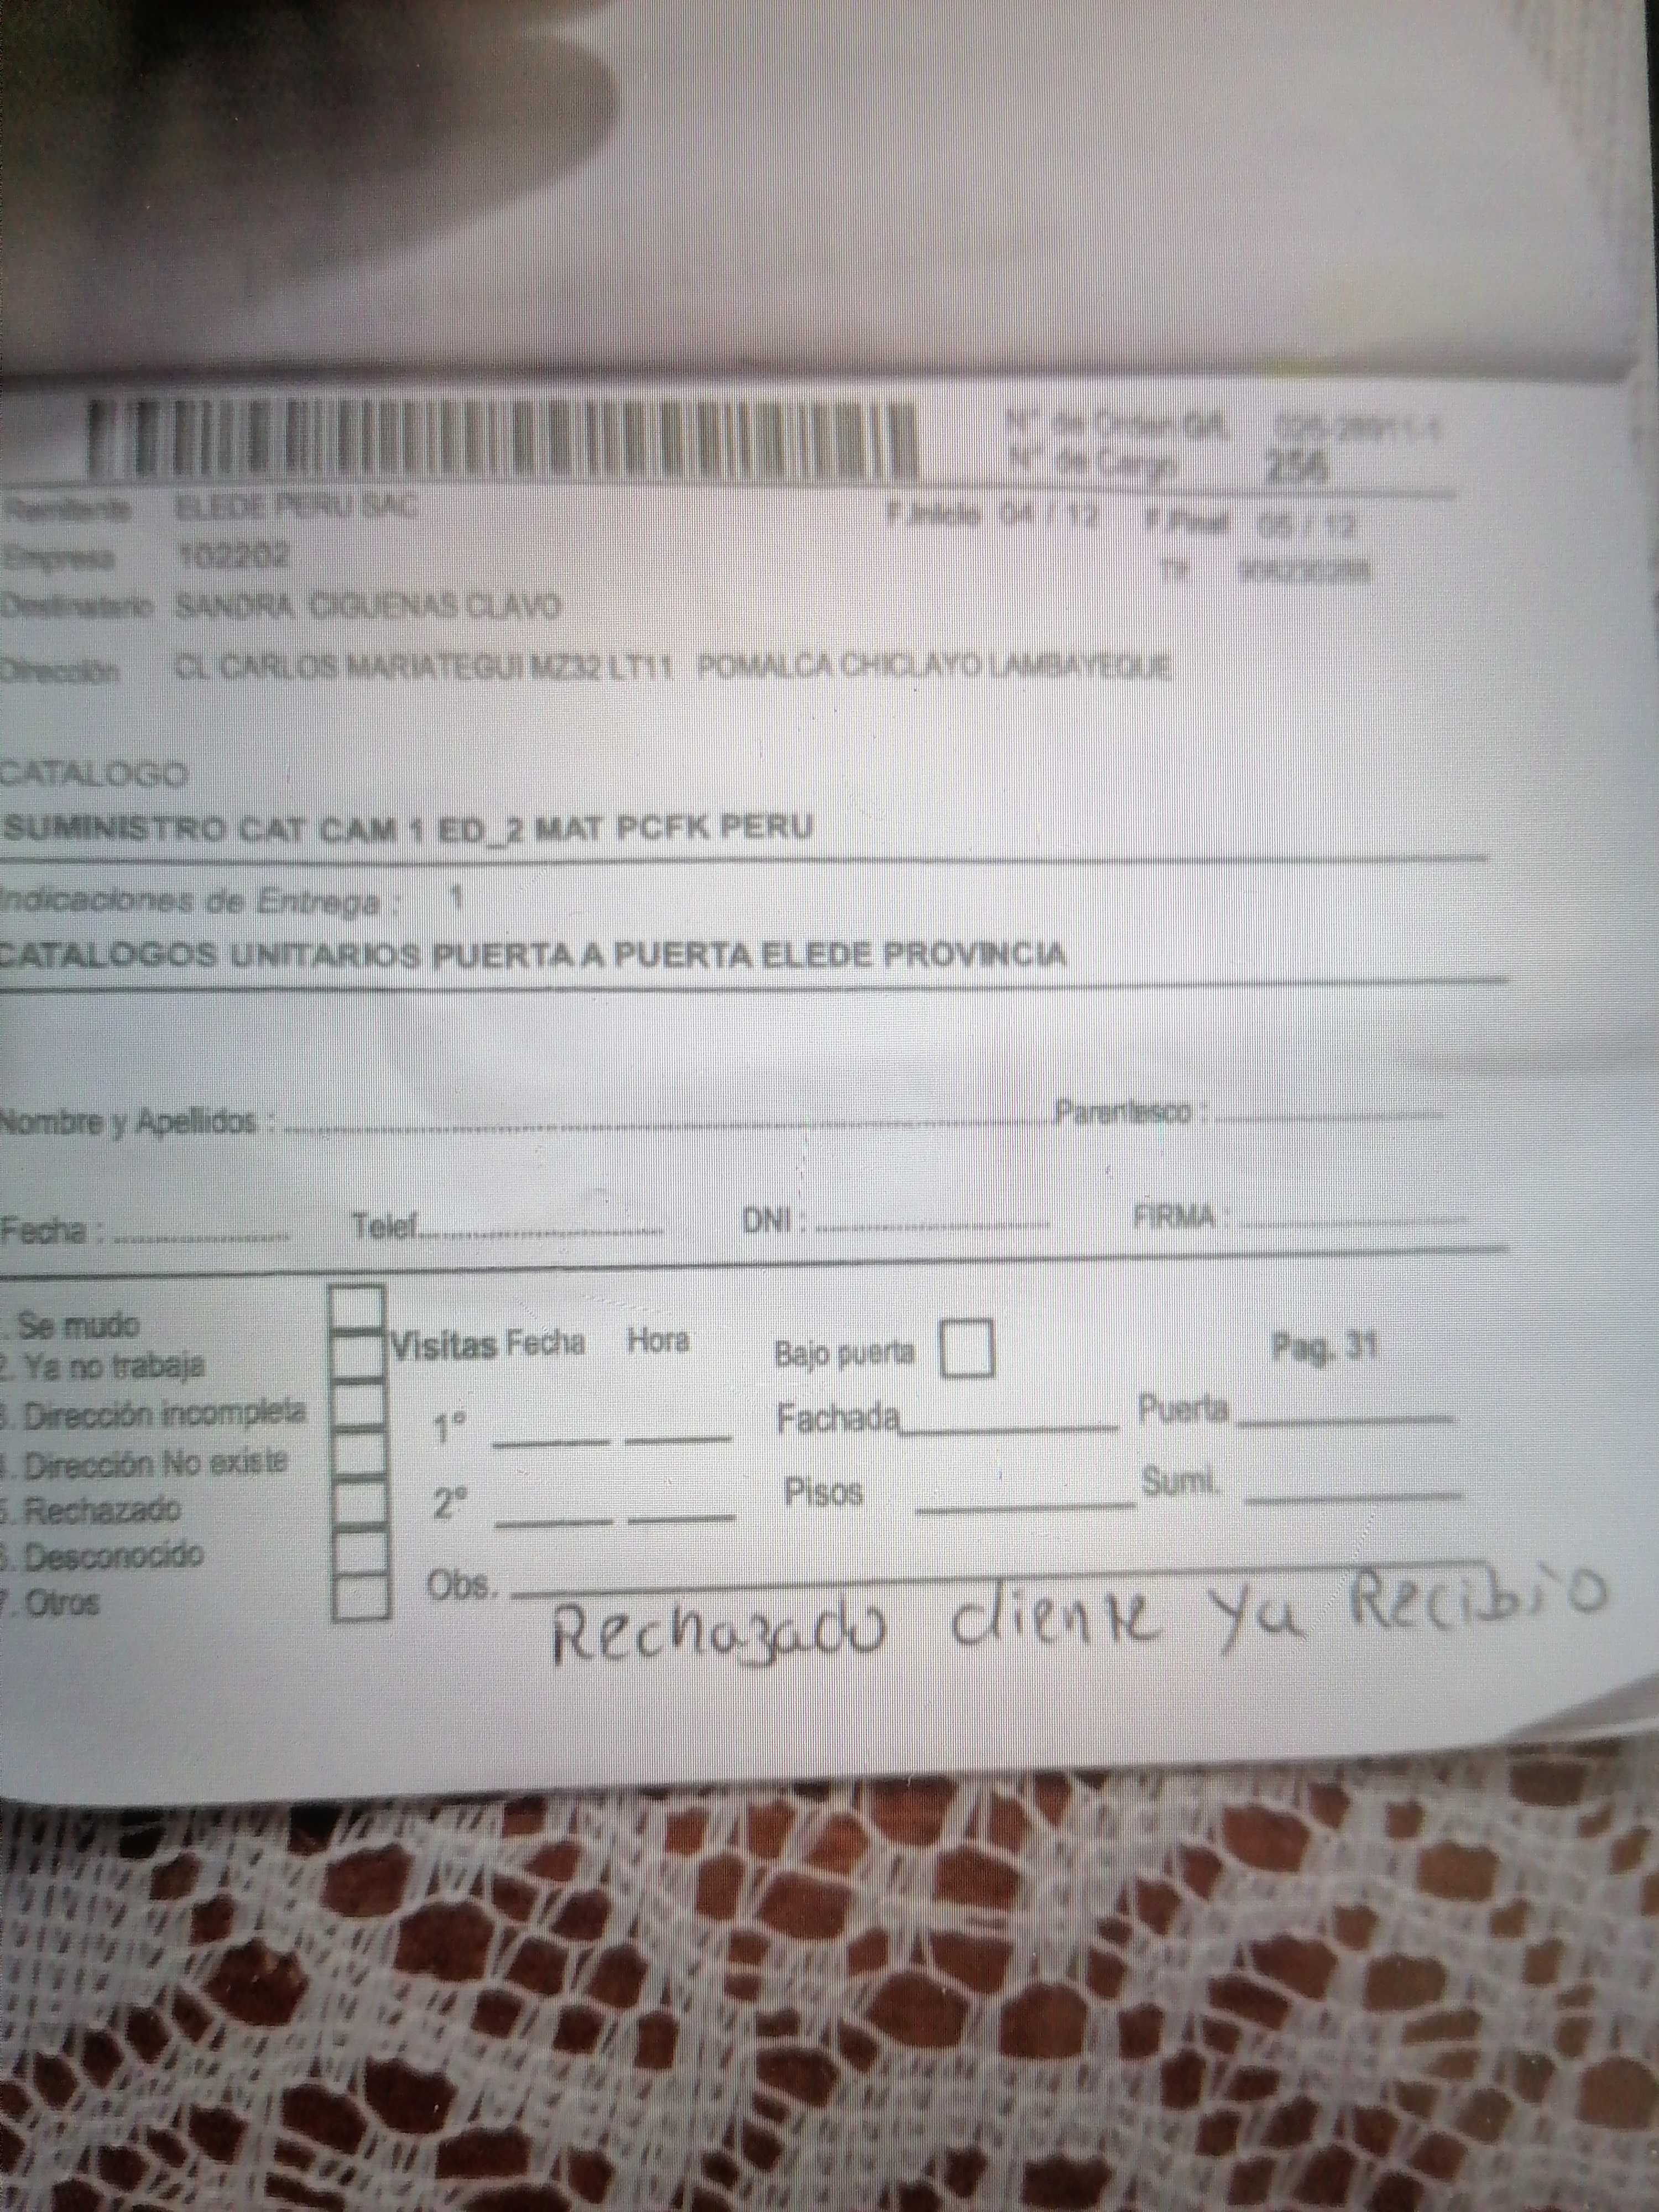 N° de Orden G/L
N° de Cargo 256
Remitente ELEDE PERU SAC F.Inicio 04 / 12 F.Final 05 / 12
Empresa 102202
Destinatario SANDRA CIGUENAS CLAVO
Dirección CL CARLOS MARIATEGUI MZ32 LT11 POMALCA CHICLAYO LAMBAYEQUE
CATALOGO
SUMINISTRO CAT CAM 1 ED_2 MAT PCFK PERU
Indicaciones de Entrega : 1
CATALOGOS UNITARIOS PUERTA A PUERTA ELEDE PROVINCIA
Nombre y Apellidos : Parentesco :
Fecha : Telef. DNI : FIRMA :
. Se mudo
2. Ya no trabaja
3. Dirección incompleta
4. Dirección No existe
5. Rechazado
6. Desconocido
7. Otros
Visitas Fecha Hora
1°
2°
Bajo puerta Pag. 31
Fachada Puerta
Pisos Sumi.
Obs.
Rechazado cliente ya Recibio